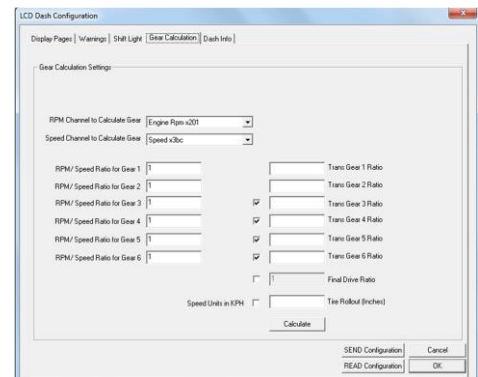 LCD Dash Configuration
Display Pages Warnings Shift Light Gear Calculation Dash Info
Gear Calculation Settings
RPM Channel to Calculate Gear Engine Rpm x201
Speed Channel to Calculate Gear Speed x3bc
RPM/ Speed Ratio for Gear 1 1 Trans Gear 1 Ratio
RPM/ Speed Ratio for Gear 2 1 Trans Gear 2 Ratio
RPM/ Speed Ratio for Gear 3 1 Trans Gear 3 Ratio
RPM/ Speed Ratio for Gear 4 1 Trans Gear 4 Ratio
RPM/ Speed Ratio for Gear 5 1 Trans Gear 5 Ratio
RPM/ Speed Ratio for Gear 6 1 Trans Gear 6 Ratio
1 Final Drive Ratio
Speed Units in KPH Tire Rollout (Inches)
Calculate
SEND Configuration Cancel
READ Configuration OK